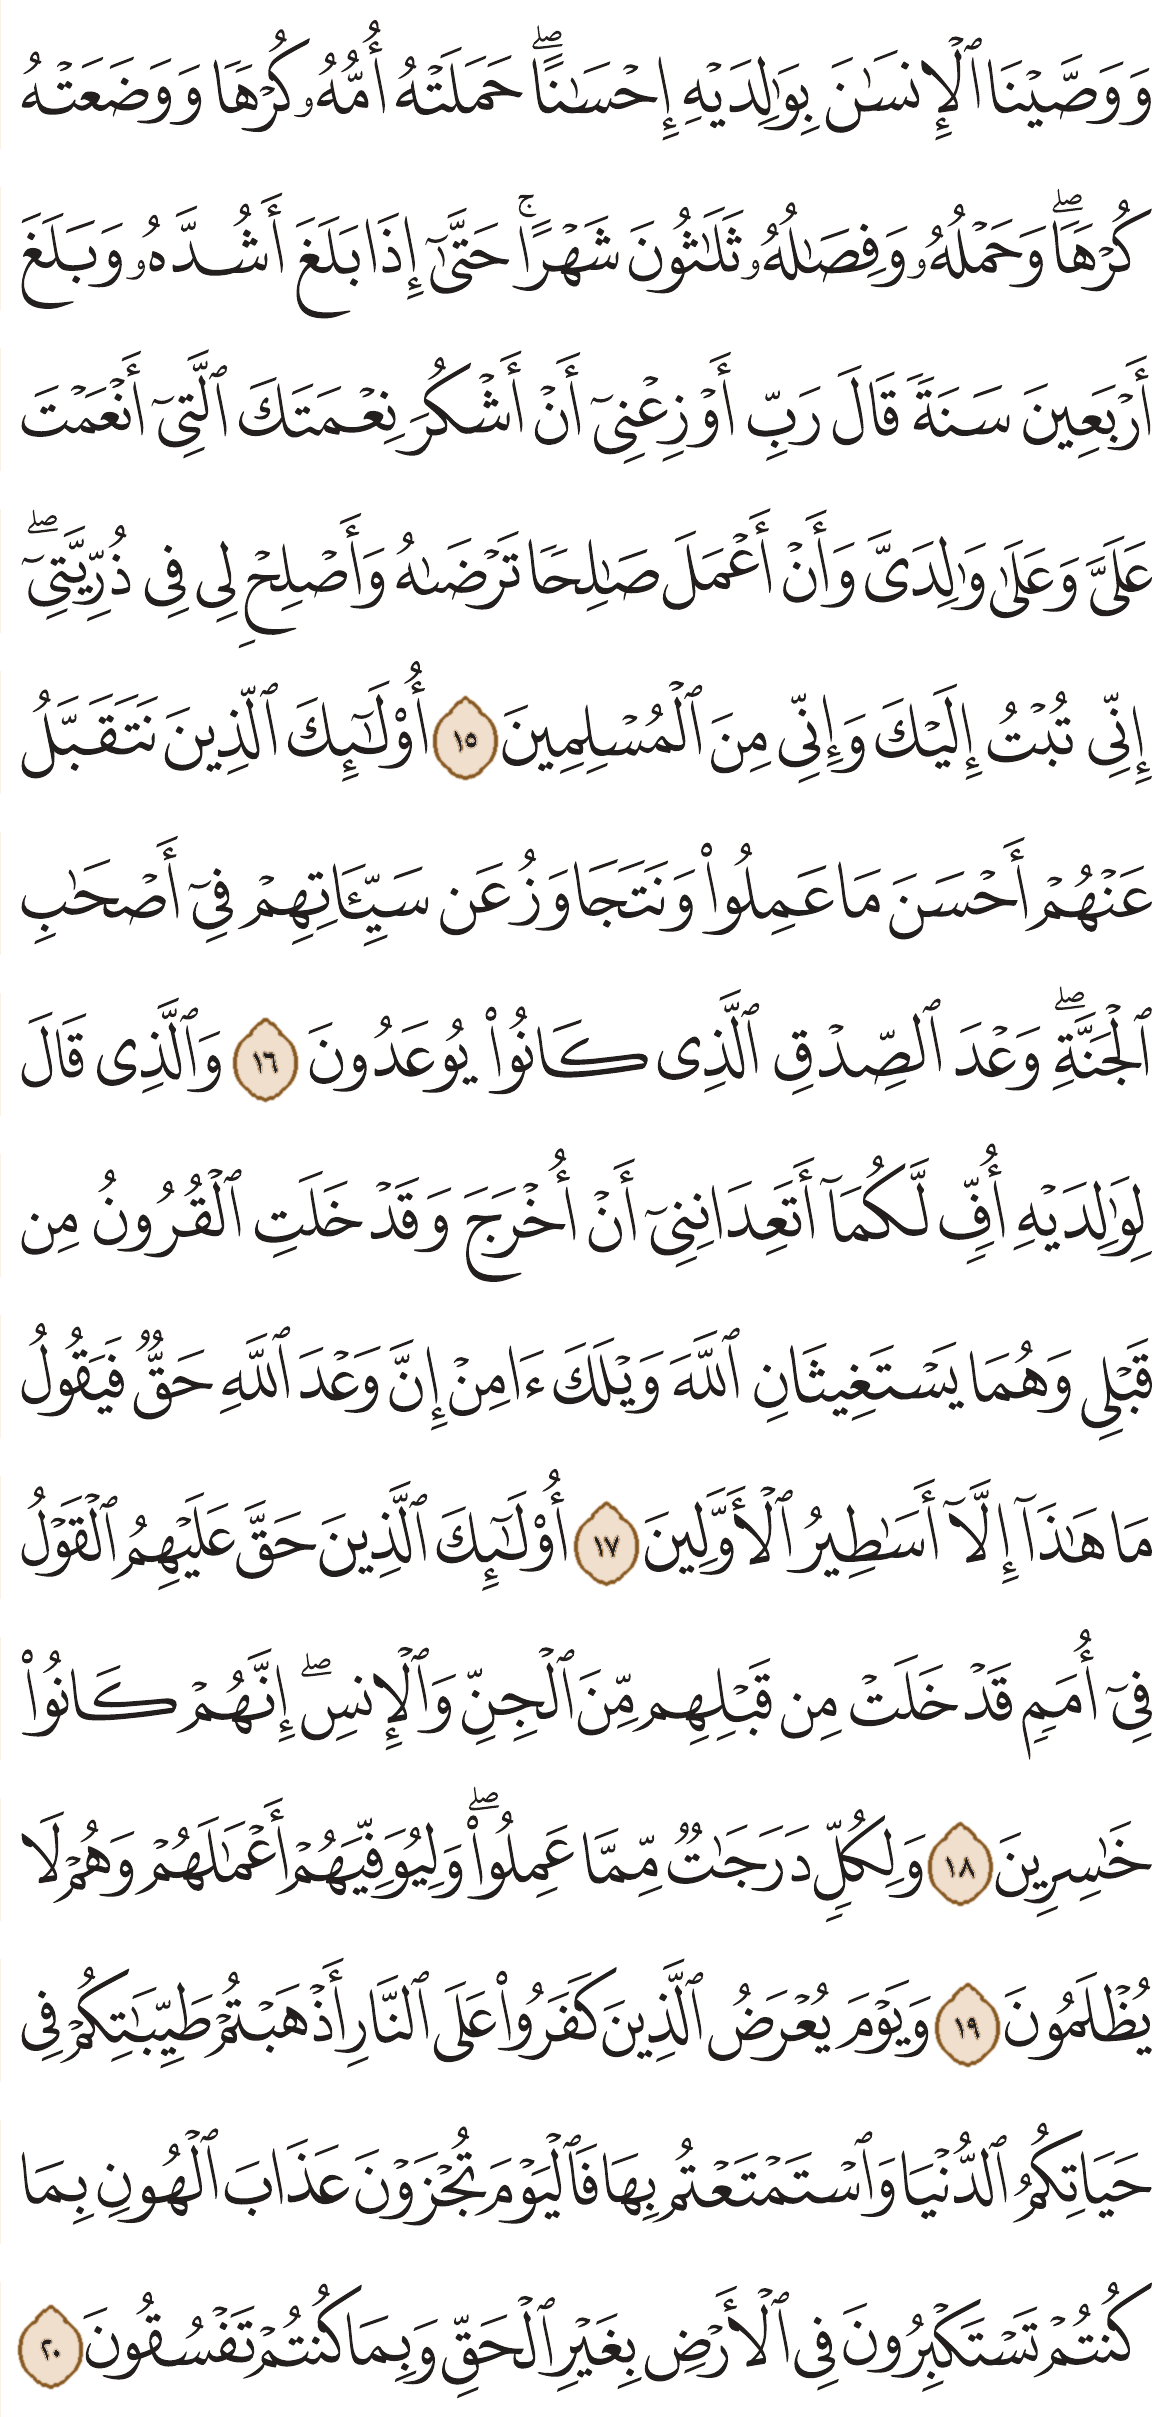 وَوَصَّيْنَا ٱلْإِنسَـٰنَ بِوَٰلِدَيْهِ إِحْسَـٰنًا ۖ حَمَلَتْهُ أُمُّهُۥ كُرْهًا وَوَضَعَتْهُ
كُرْهًا ۖ وَحَمْلُهُۥ وَفِصَـٰلُهُۥ ثَلَـٰثُونَ شَهْرًا ۚ حَتَّىٰٓ إِذَا بَلَغَ أَشُدَّهُۥ وَبَلَغَ
أَرْبَعِينَ سَنَةً قَالَ رَبِّ أَوْزِعْنِىٓ أَنْ أَشْكُرَ نِعْمَتَكَ ٱلَّتِىٓ أَنْعَمْتَ
عَلَىَّ وَعَلَىٰ وَٰلِدَىَّ وَأَنْ أَعْمَلَ صَـٰلِحًا تَرْضَىٰهُ وَأَصْلِحْ لِى فِى ذُرِّيَّتِىٓ ۖ
إِنِّى تُبْتُ إِلَيْكَ وَإِنِّى مِنَ ٱلْمُسْلِمِينَ ١٥ أُو۟لَـٰٓئِكَ ٱلَّذِينَ نَتَقَبَّلُ
عَنْهُمْ أَحْسَنَ مَا عَمِلُوا۟ وَنَتَجَاوَزُ عَن سَيِّـَٔاتِهِمْ فِىٓ أَصْحَـٰبِ
ٱلْجَنَّةِ ۖ وَعْدَ ٱلصِّدْقِ ٱلَّذِى كَانُوا۟ يُوعَدُونَ ١٦ وَٱلَّذِى قَالَ
لِوَٰلِدَيْهِ أُفٍّ لَّكُمَآ أَتَعِدَانِنِىٓ أَنْ أُخْرَجَ وَقَدْ خَلَتِ ٱلْقُرُونُ مِن
قَبْلِى وَهُمَا يَسْتَغِيثَانِ ٱللَّهَ وَيْلَكَ ءَامِنْ إِنَّ وَعْدَ ٱللَّهِ حَقٌّ فَيَقُولُ
مَا هَـٰذَآ إِلَّآ أَسَـٰطِيرُ ٱلْأَوَّلِينَ ١٧ أُو۟لَـٰٓئِكَ ٱلَّذِينَ حَقَّ عَلَيْهِمُ ٱلْقَوْلُ
فِىٓ أُمَمٍ قَدْ خَلَتْ مِن قَبْلِهِم مِّنَ ٱلْجِنِّ وَٱلْإِنسِ ۖ إِنَّهُمْ كَانُوا۟
خَـٰسِرِينَ ١٨ وَلِكُلٍّ دَرَجَـٰتٌ مِّمَّا عَمِلُوا۟ ۖ وَلِيُوَفِّيَهُمْ أَعْمَـٰلَهُمْ وَهُمْ لَا
يُظْلَمُونَ ١٩ وَيَوْمَ يُعْرَضُ ٱلَّذِينَ كَفَرُوا۟ عَلَى ٱلنَّارِ أَذْهَبْتُمْ طَيِّبَـٰتِكُمْ فِى
حَيَاتِكُمُ ٱلدُّنْيَا وَٱسْتَمْتَعْتُم بِهَا فَٱلْيَوْمَ تُجْزَوْنَ عَذَابَ ٱلْهُونِ بِمَا
كُنتُمْ تَسْتَكْبِرُونَ فِى ٱلْأَرْضِ بِغَيْرِ ٱلْحَقِّ وَبِمَا كُنتُمْ تَفْسُقُونَ ٢٠